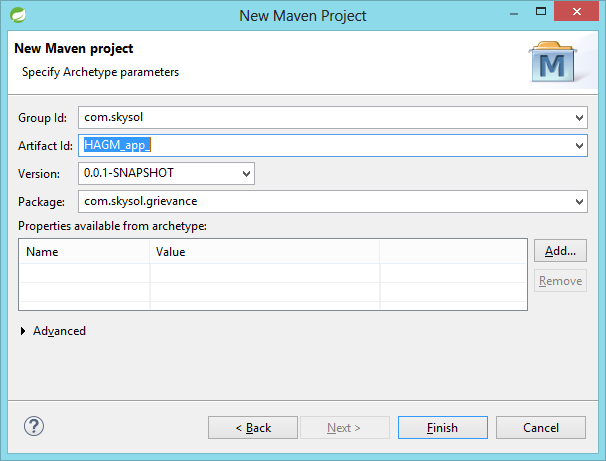 New Maven Project
New Maven project
Specify Archetype parameters
M
Group Id: com.skysol
Artifact Id: HAGM_app_
Version: 0.0.1-SNAPSHOT
Package: com.skysol.grievance
Properties available from archetype:
Name Value
Add...
Remove
Advanced
? < Back Next > Finish Cancel